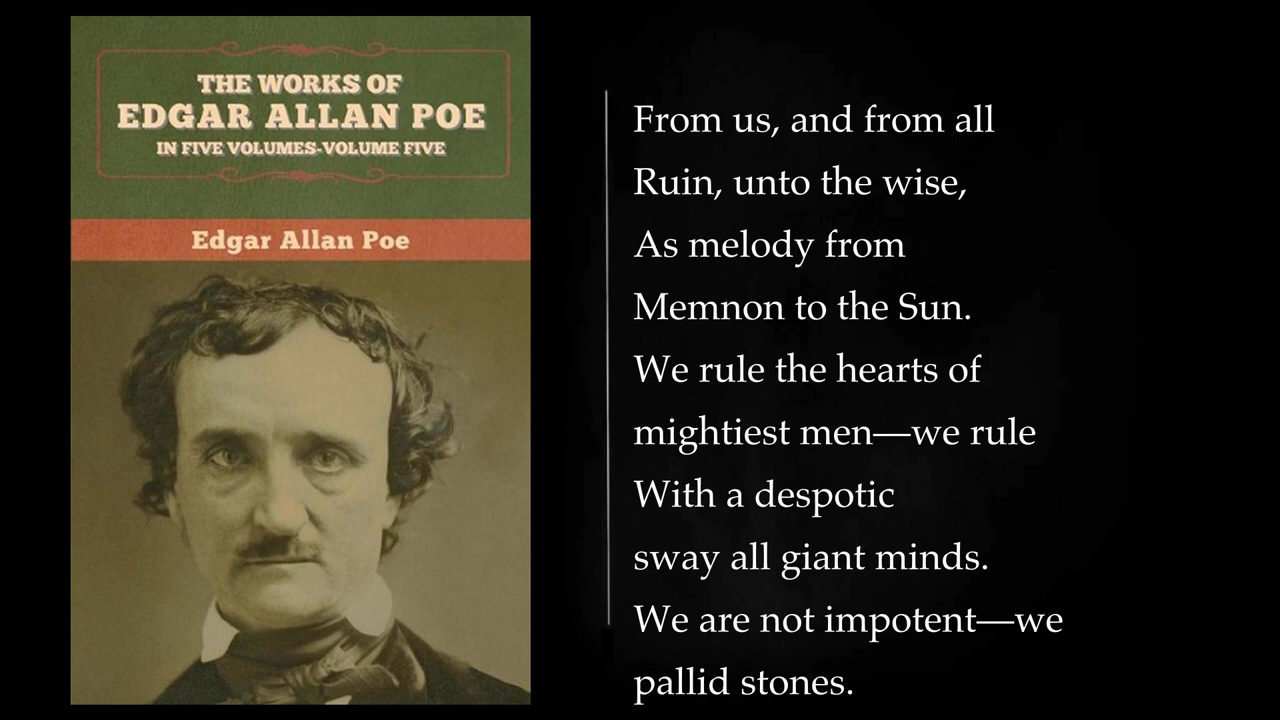 THE WORKS OF
EDGAR ALLAN POE
IN FIVE VOLUMES-VOLUME FIVE
Edgar Allan Poe
From us, and from all
Ruin, unto the wise,
As melody from
Memnon to the Sun.
We rule the hearts of
mightiest men—we rule
With a despotic
sway all giant minds.
We are not impotent—we
pallid stones.